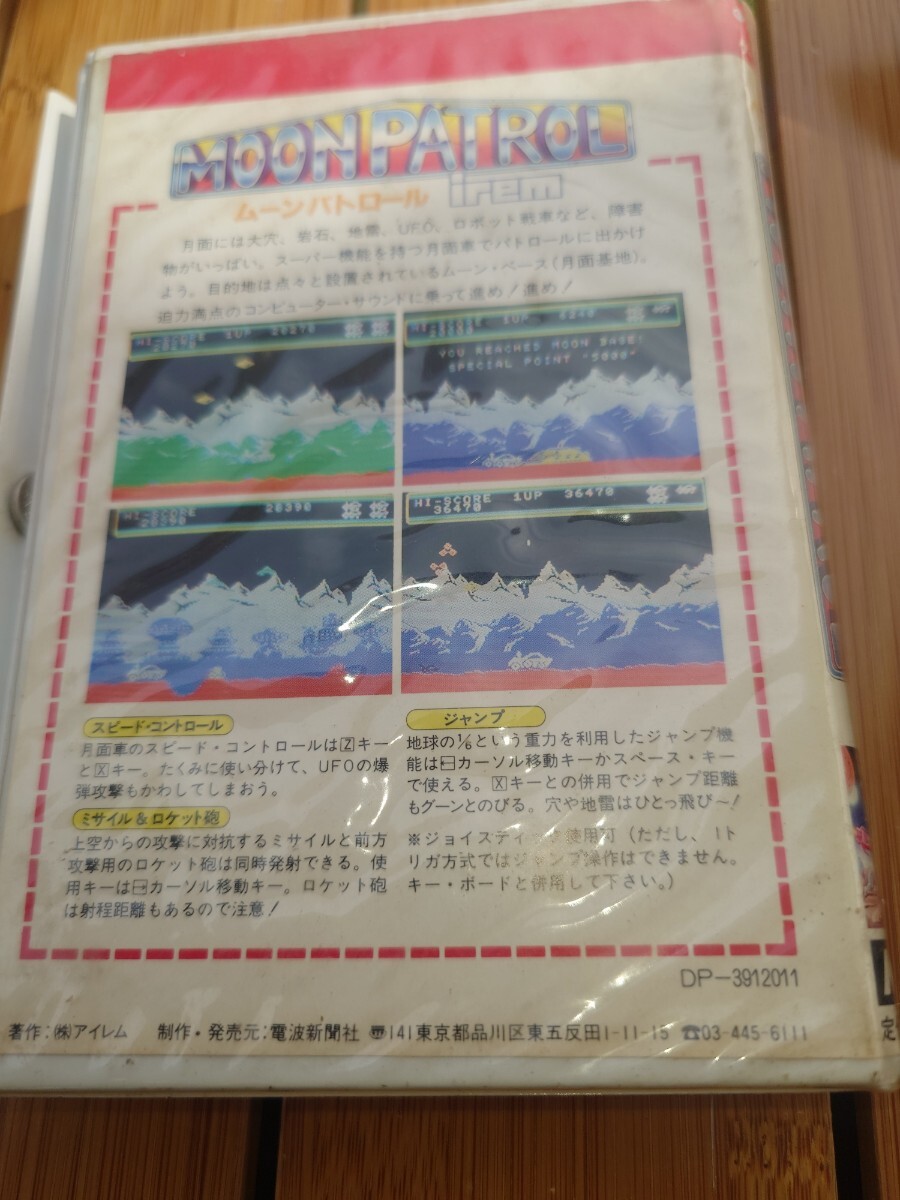 MOON PATROL
ムーンパトロール
irem
月面には大穴、岩石、地雷、UFO、ロボット戦車など、障害
物がいっぱい。スーパー機能を持つ月面車でパトロールに出かけ
よう。目的地は点々と設置されているムーン・ベース(月面基地)。
迫力満点のコンピューター・サウンドに乗って進め!進め!
HI-SCORE 1UP 20270
HI-SCORE 1UP
YOU REACHED MOON BASE!
SPECIAL POINT "5000"
HI-SCORE 20390
20390
HI-SCORE 1UP 36470
36470
スピード・コントロール
月面車のスピード・コントロールはZキー
とXキー。たくみに使い分けて、UFOの爆
弾攻撃もかわしてしまおう。
ミサイル&ロケット砲
上空からの攻撃に対抗するミサイルと前方
攻撃用のロケット砲は同時発射できる。使
用キーは→カーソル移動キー。ロケット砲
は射程距離もあるので注意!
ジャンプ
地球の1/6という重力を利用したジャンプ機
能は←カーソル移動キーかスペース・キー
で使える。Xキーとの併用でジャンプ距離
もグーンとのびる。穴や地雷はひとっ飛び〜!
※ジョイスティック使用可(ただし、1ト
リガ方式ではジャンプ操作はできません。
キー・ボードと併用して下さい。)
DP-3912011
著作:㈱アイレム 制作・発売元:電波新聞社 〠141東京都品川区東五反田1-11-15 ☎03-445-6111
定